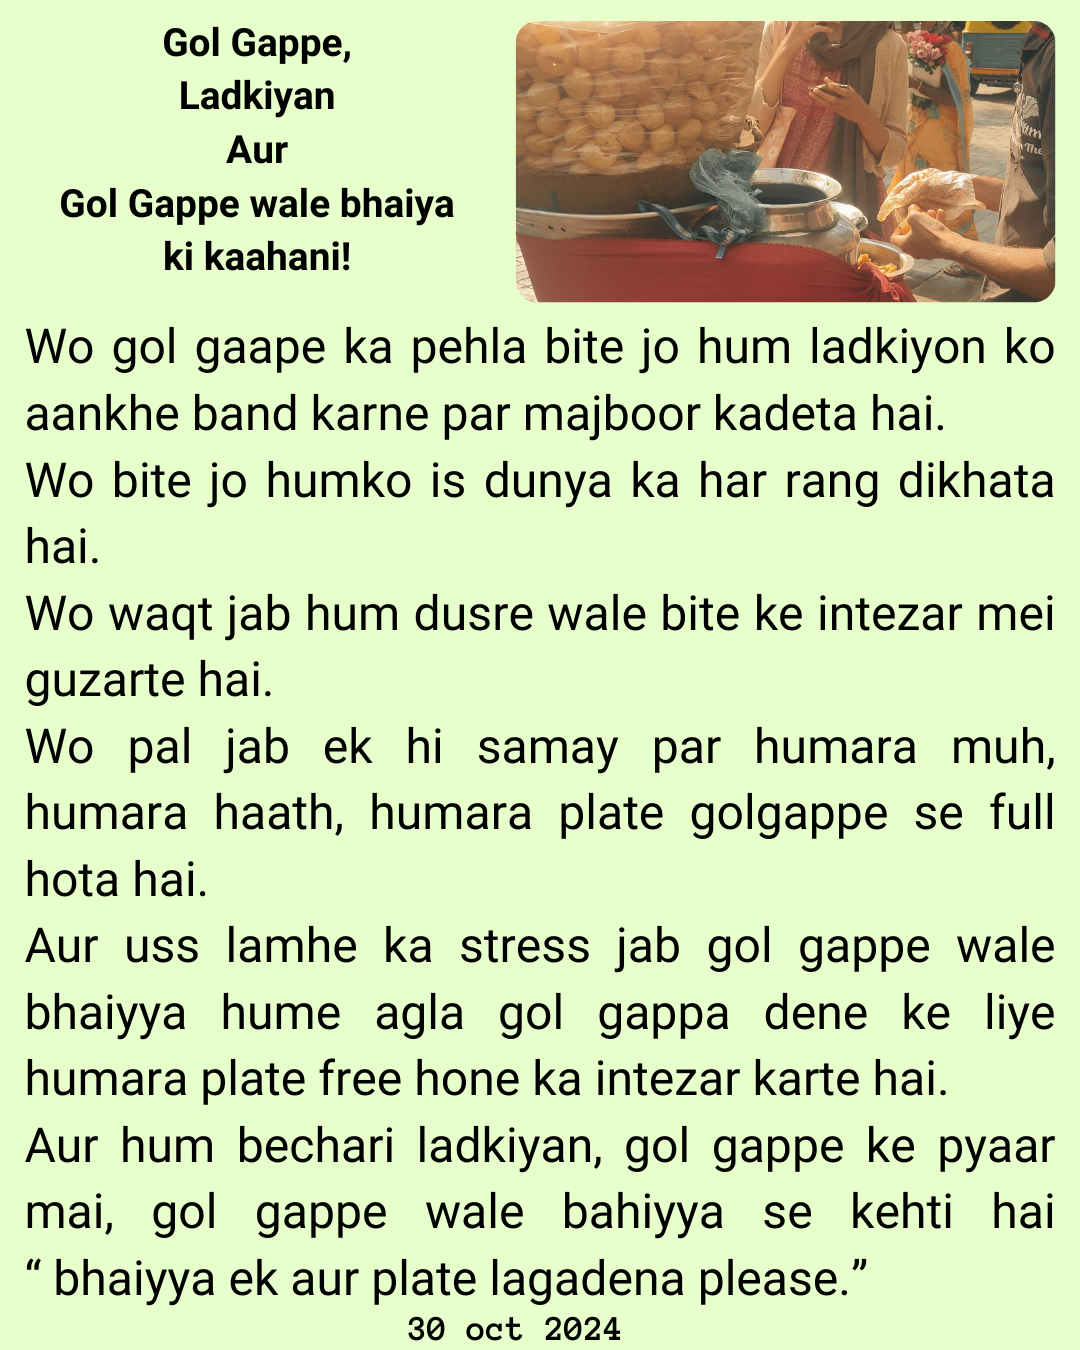 Gol Gappe,
Ladkiyan
Aur
Gol Gappe wale bhaiya
ki kaahani!
Wo gol gaape ka pehla bite jo hum ladkiyon ko
aankhe band karne par majboor kadeta hai.
Wo bite jo humko is dunya ka har rang dikhata
hai.
Wo waqt jab hum dusre wale bite ke intezar mei
guzarte hai.
Wo pal jab ek hi samay par humara muh,
humara haath, humara plate golgappe se full
hota hai.
Aur uss lamhe ka stress jab gol gappe wale
bhaiyya hume agla gol gappa dene ke liye
humara plate free hone ka intezar karte hai.
Aur hum bechari ladkiyan, gol gappe ke pyaar
mai, gol gappe wale bahiyya se kehti hai
“ bhaiyya ek aur plate lagadena please.”
30 oct 2024